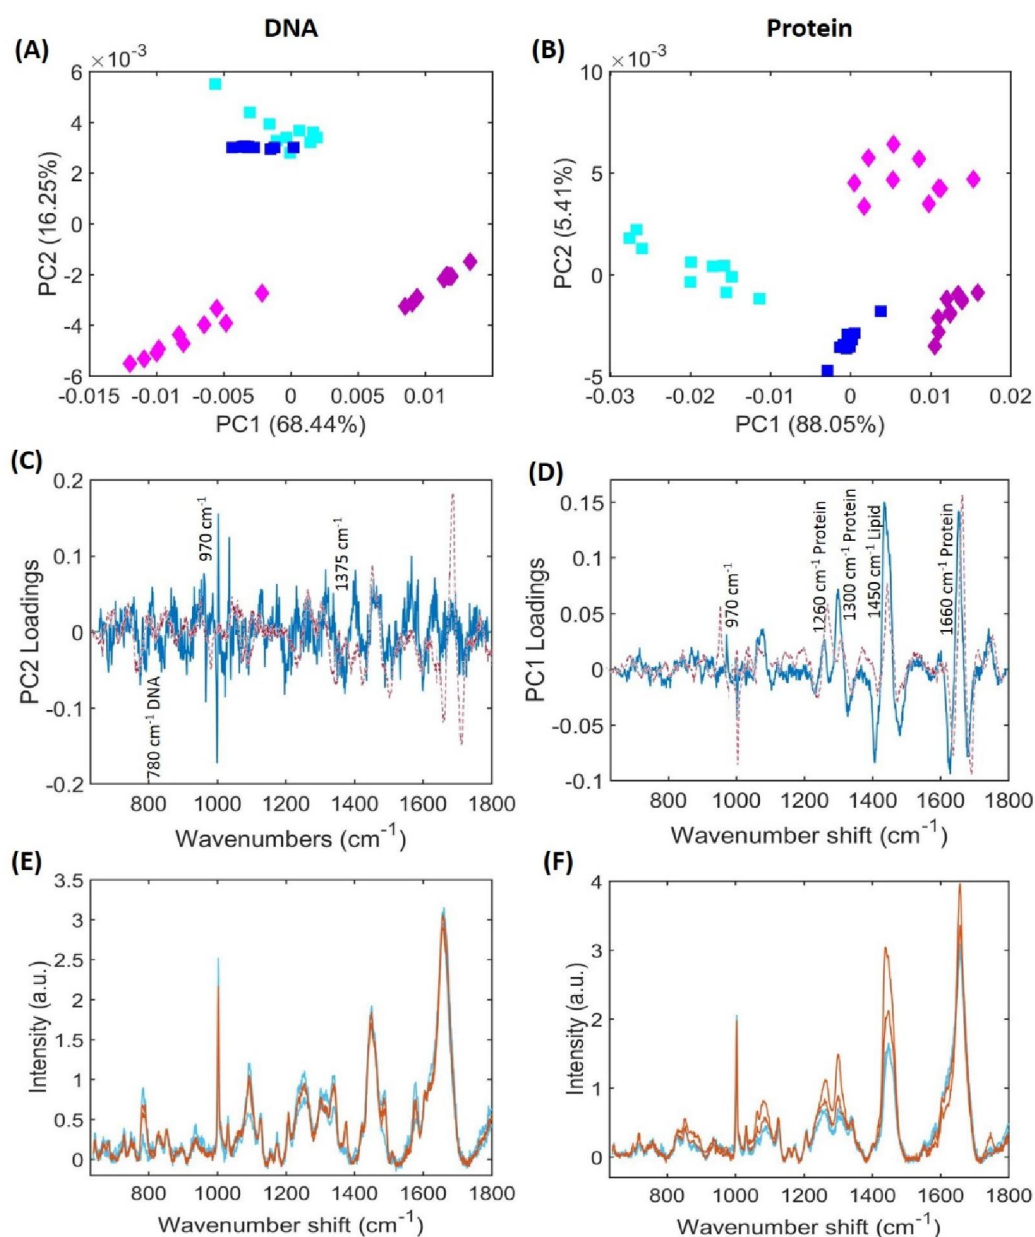 DNA
Protein
(A)
×10⁻³
6
4
2
0
-2
-4
-6
PC2 (16.25%)
-0.015
-0.01
-0.005
0
0.005
0.01
PC1 (68.44%)
(B)
×10⁻³
10
5
0
-5
PC2 (5.41%)
-0.03
-0.02
-0.01
0
0.01
0.02
PC1 (88.05%)
(C)
0.2
0.1
0
-0.1
-0.2
PC2 Loadings
780 cm⁻¹ DNA
970 cm⁻¹
1375 cm⁻¹
800
1000
1200
1400
1600
1800
Wavenumbers (cm⁻¹)
(D)
0.15
0.1
0.05
0
-0.05
-0.1
PC1 Loadings
970 cm⁻¹
1260 cm⁻¹ Protein
1300 cm⁻¹ Protein
1450 cm⁻¹ Lipid
1660 cm⁻¹ Protein
800
1000
1200
1400
1600
1800
Wavenumber shift (cm⁻¹)
(E)
3.5
3
2.5
2
1.5
1
0.5
0
Intensity (a.u.)
800
1000
1200
1400
1600
1800
Wavenumber shift (cm⁻¹)
(F)
4
3
2
1
0
Intensity (a.u.)
800
1000
1200
1400
1600
1800
Wavenumber shift (cm⁻¹)